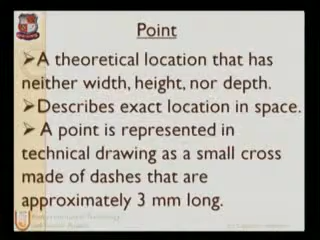 Point
➢A theoretical location that has
neither width, height, nor depth.
➢Describes exact location in space.
➢ A point is represented in
technical drawing as a small cross
made of dashes that are
approximately 3 mm long.